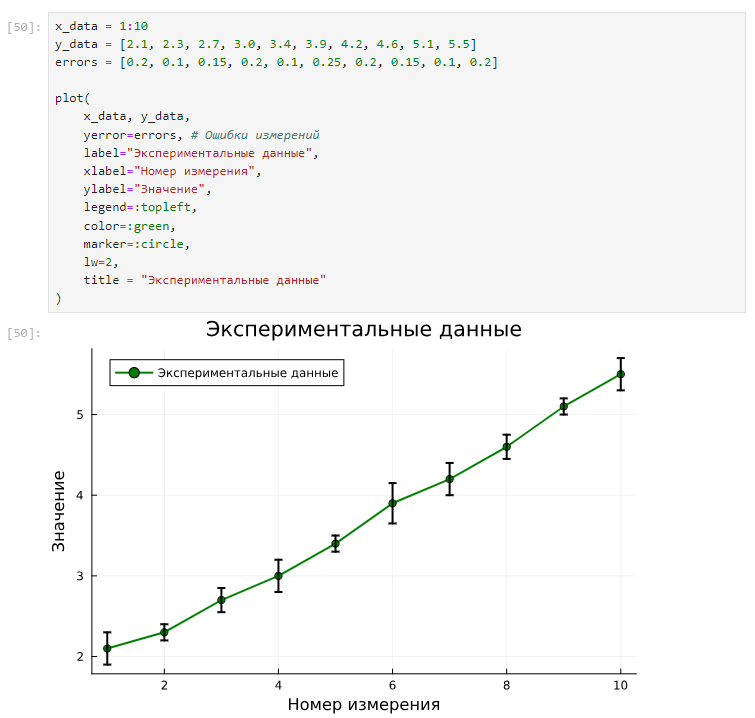 [50]:
x_data = 1:10
y_data = [2.1, 2.3, 2.7, 3.0, 3.4, 3.9, 4.2, 4.6, 5.1, 5.5]
errors = [0.2, 0.1, 0.15, 0.2, 0.1, 0.25, 0.2, 0.15, 0.1, 0.2]

plot(
    x_data, y_data,
    yerror=errors, # Ошибки измерений
    label="Экспериментальные данные",
    xlabel="Номер измерения",
    ylabel="Значение",
    legend=:topleft,
    color=:green,
    marker=:circle,
    lw=2,
    title = "Экспериментальные данные"
)
[50]:
Экспериментальные данные
Экспериментальные данные
Значение
5
4
3
2
2 4 6 8 10
Номер измерения